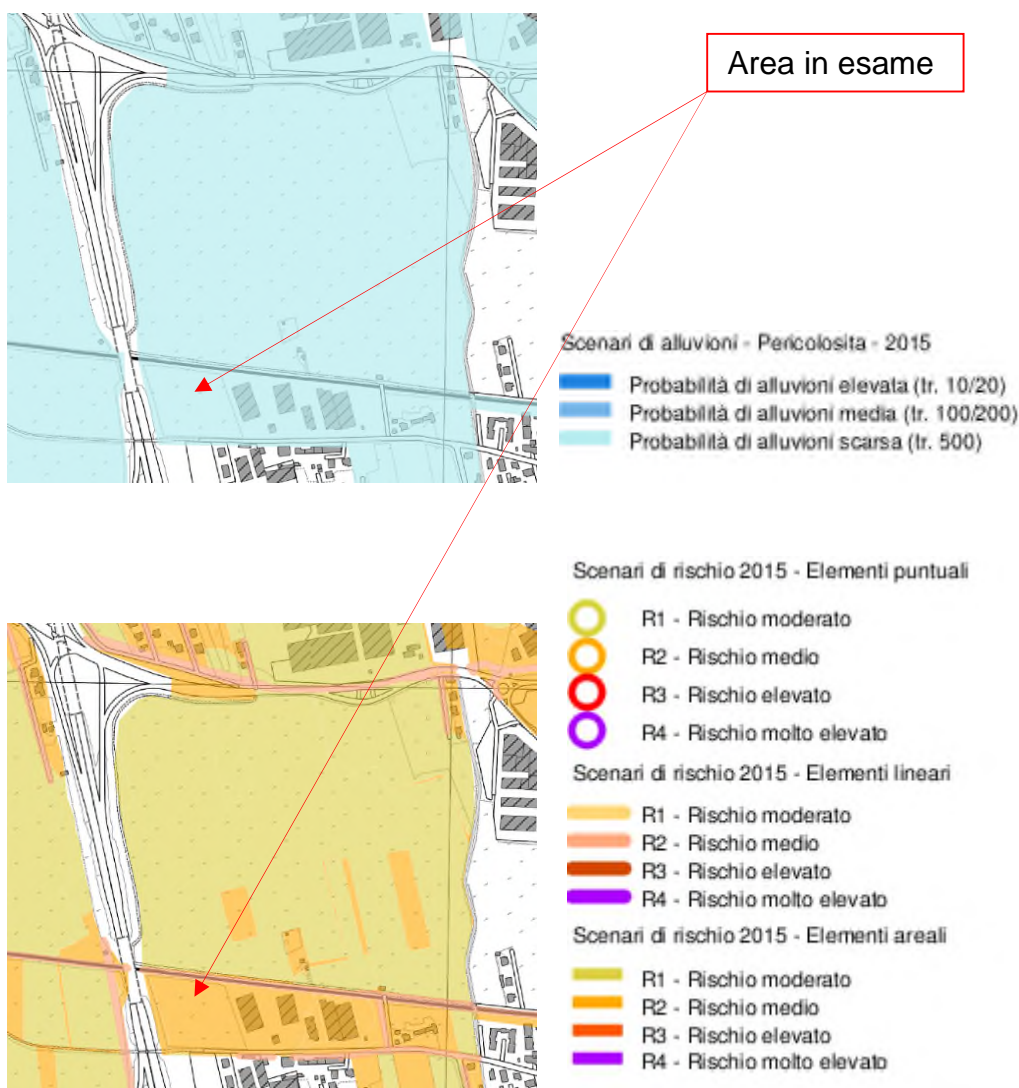 Area in esame
Scenari di alluvioni - Pericolosita - 2015
Probabilità di alluvioni elevata (tr. 10/20)
Probabilità di alluvioni media (tr. 100/200)
Probabilità di alluvioni scarsa (tr. 500)
Scenari di rischio 2015 - Elementi puntuali
R1 - Rischio moderato
R2 - Rischio medio
R3 - Rischio elevato
R4 - Rischio molto elevato
Scenari di rischio 2015 - Elementi lineari
R1 - Rischio moderato
R2 - Rischio medio
R3 - Rischio elevato
R4 - Rischio molto elevato
Scenari di rischio 2015 - Elementi areali
R1 - Rischio moderato
R2 - Rischio medio
R3 - Rischio elevato
R4 - Rischio molto elevato